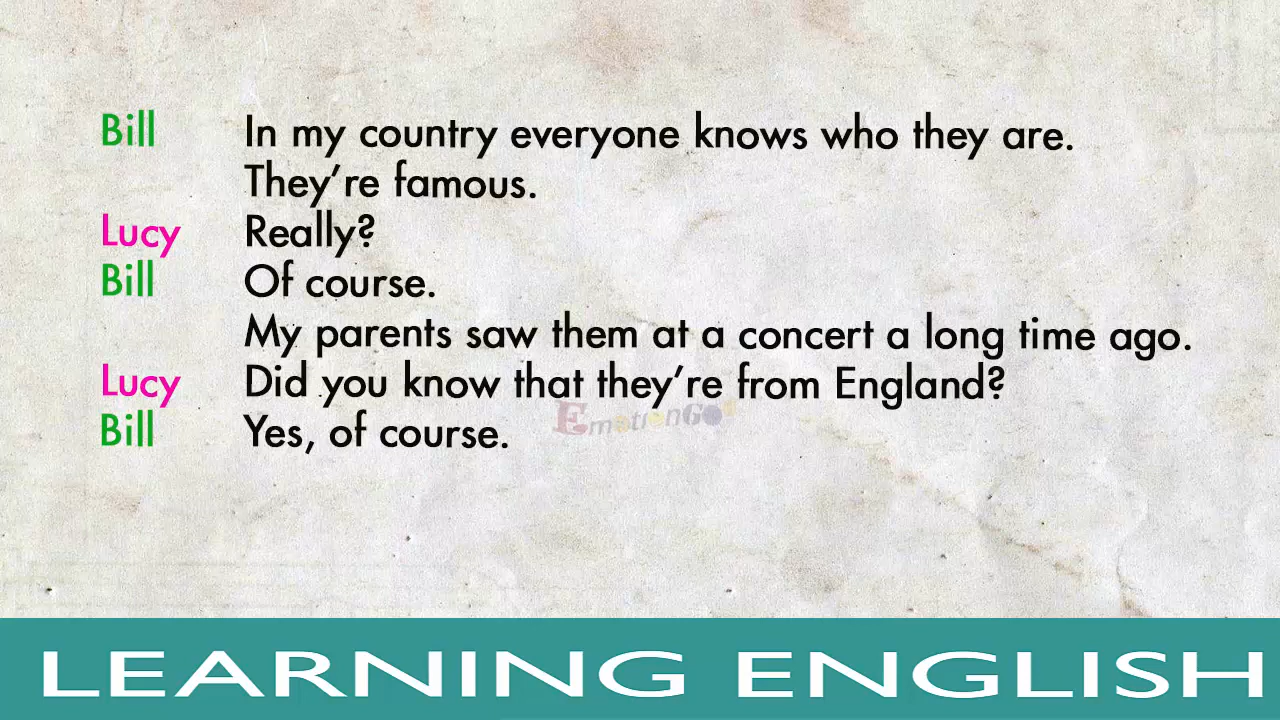 Bill In my country everyone knows who they are.
They're famous.
Lucy Really?
Bill Of course.
My parents saw them at a concert a long time ago.
Lucy Did you know that they're from England?
EmotionGO
Bill Yes, of course.
LEARNING ENGLISH